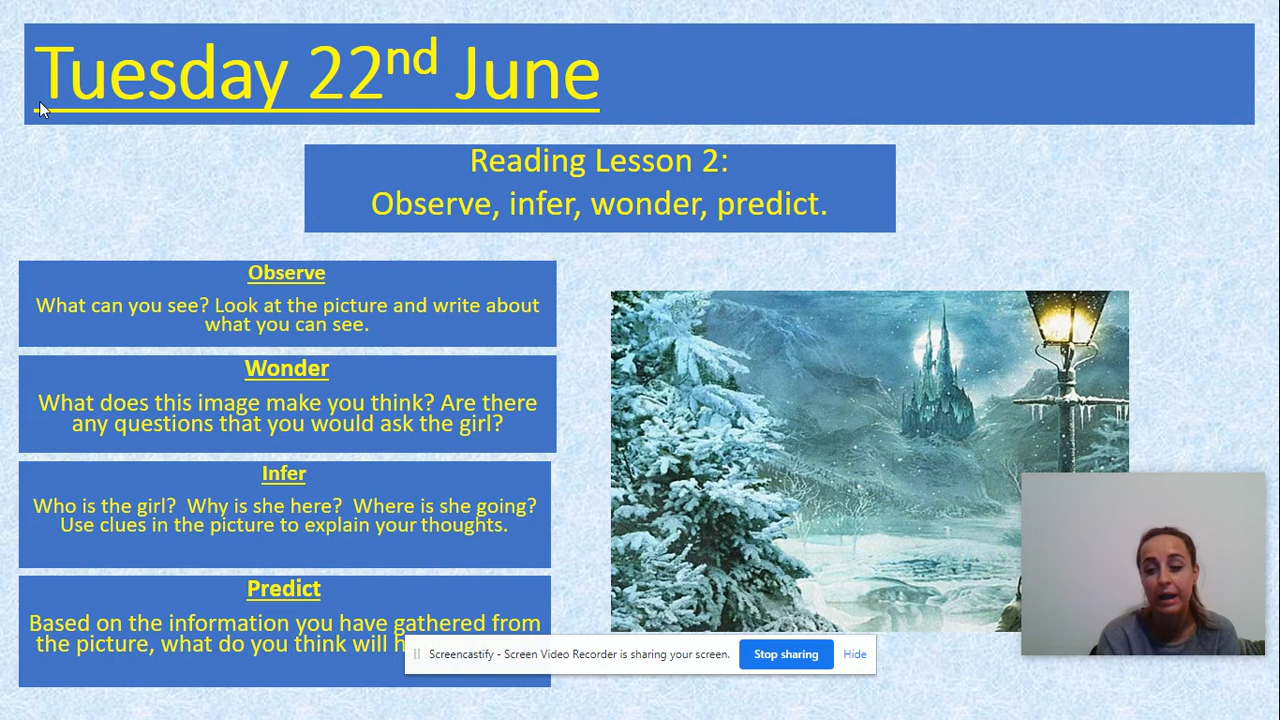 Tuesday 22nd June
Reading Lesson 2:
Observe, infer, wonder, predict.
Observe
What can you see? Look at the picture and write about
what you can see.
Wonder
What does this image make you think? Are there
any questions that you would ask the girl?
Infer
Who is the girl? Why is she here? Where is she going?
Use clues in the picture to explain your thoughts.
Predict
Based on the information you have gathered from
the picture, what do you think will
Screencastify - Screen Video Recorder is sharing your screen.
Stop sharing
Hide